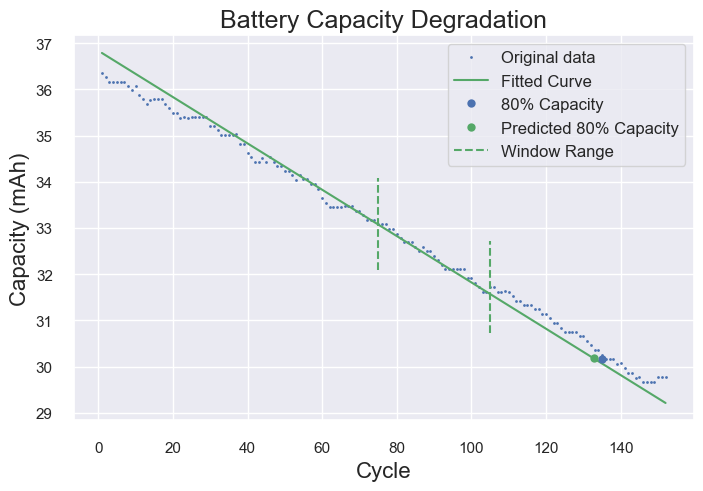 Battery Capacity Degradation
37
36
35
34
33
32
31
30
29
Capacity (mAh)
Original data
Fitted Curve
80% Capacity
Predicted 80% Capacity
Window Range
0 20 40 60 80 100 120 140
Cycle